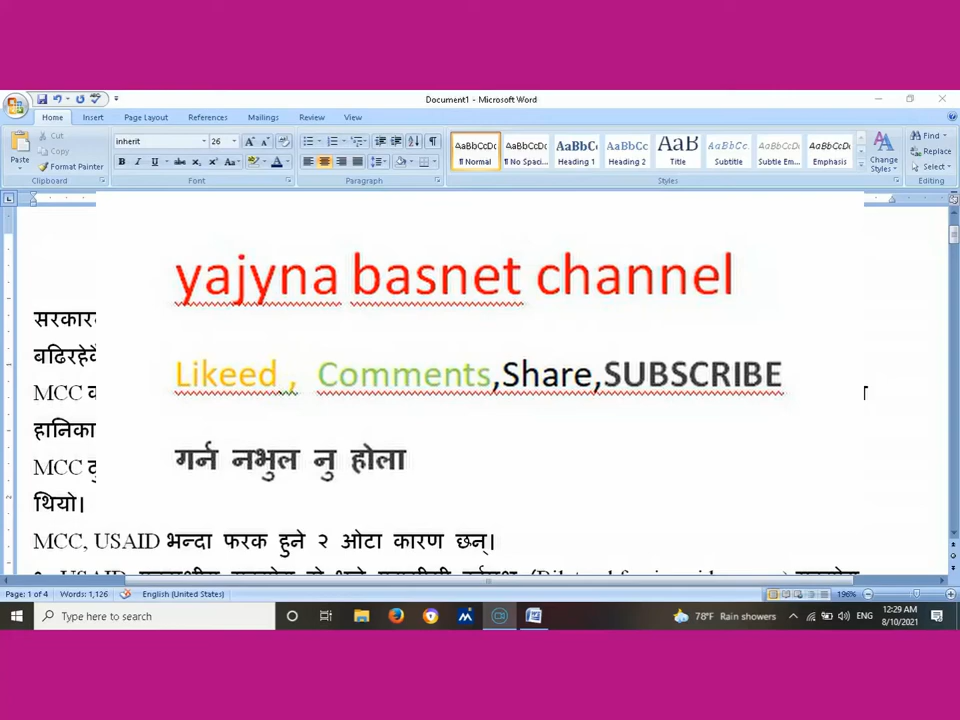 Document1 - Microsoft Word
Home Insert Page Layout References Mailings Review View
Paste
Cut
Copy
Format Painter
Clipboard
inherit 26
Font
Paragraph
AaBbCcDc AaBbCcDc AaBbCc AaBbCc AaB AaBbCc. AaBbCcDc AaBbCcDc
¶ Normal ¶ No Spaci... Heading 1 Heading 2 Title Subtitle Subtle Em... Emphasis
Change Styles
Styles
Find
Replace
Select
Editing
yajyna basnet channel
Likeed , Comments,Share,SUBSCRIBE
गर्न नभुल नु होला
MCC
हानिका
MCC
थियो।
MCC, USAID भन्दा फरक हुने २ ओटा कारण छन्।
Page: 1 of 4 Words: 1,126 English (United States) 196%
Type here to search
78°F Rain showers ENG
12:29 AM
8/10/2021